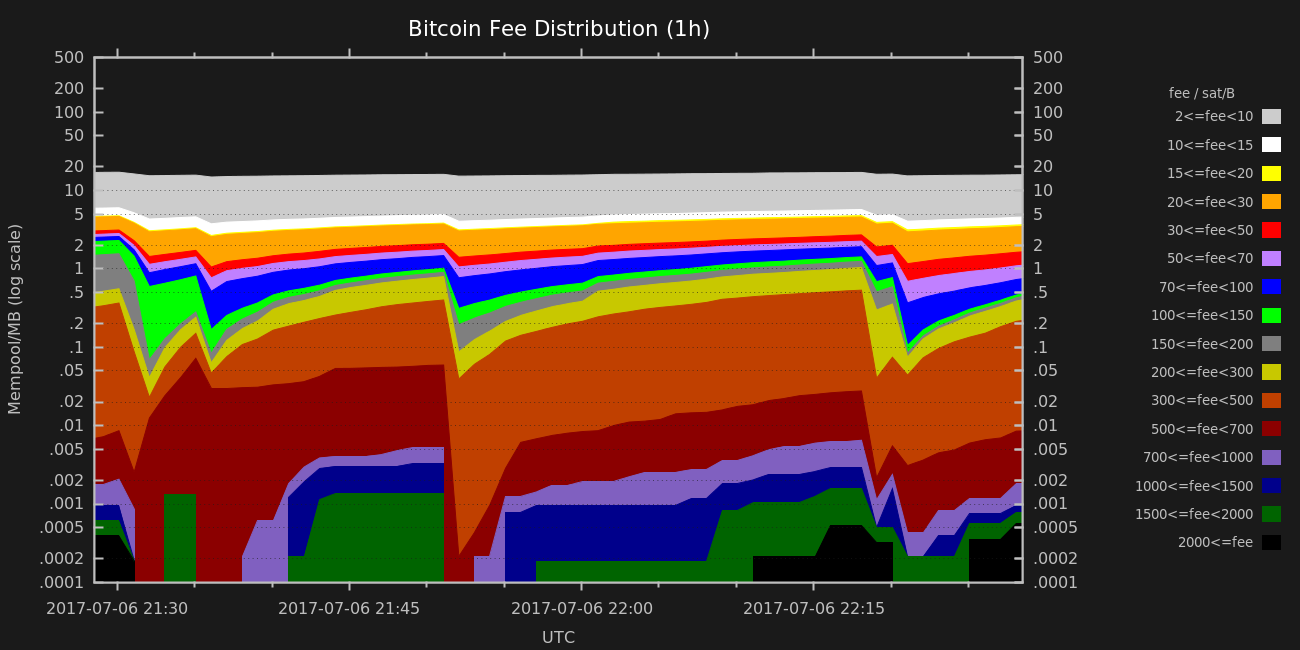 Bitcoin Fee Distribution (1h)
500
200
100
50
20
10
5
2
1
.5
.2
.1
.05
.02
.01
.005
.002
.001
.0005
.0002
.0001
Mempool/MB (log scale)
500
200
100
50
20
10
5
2
1
.5
.2
.1
.05
.02
.01
.005
.002
.001
.0005
.0002
.0001
fee / sat/B
2<=fee<10
10<=fee<15
15<=fee<20
20<=fee<30
30<=fee<50
50<=fee<70
70<=fee<100
100<=fee<150
150<=fee<200
200<=fee<300
300<=fee<500
500<=fee<700
700<=fee<1000
1000<=fee<1500
1500<=fee<2000
2000<=fee
2017-07-06 21:30 2017-07-06 21:45 2017-07-06 22:00 2017-07-06 22:15
UTC